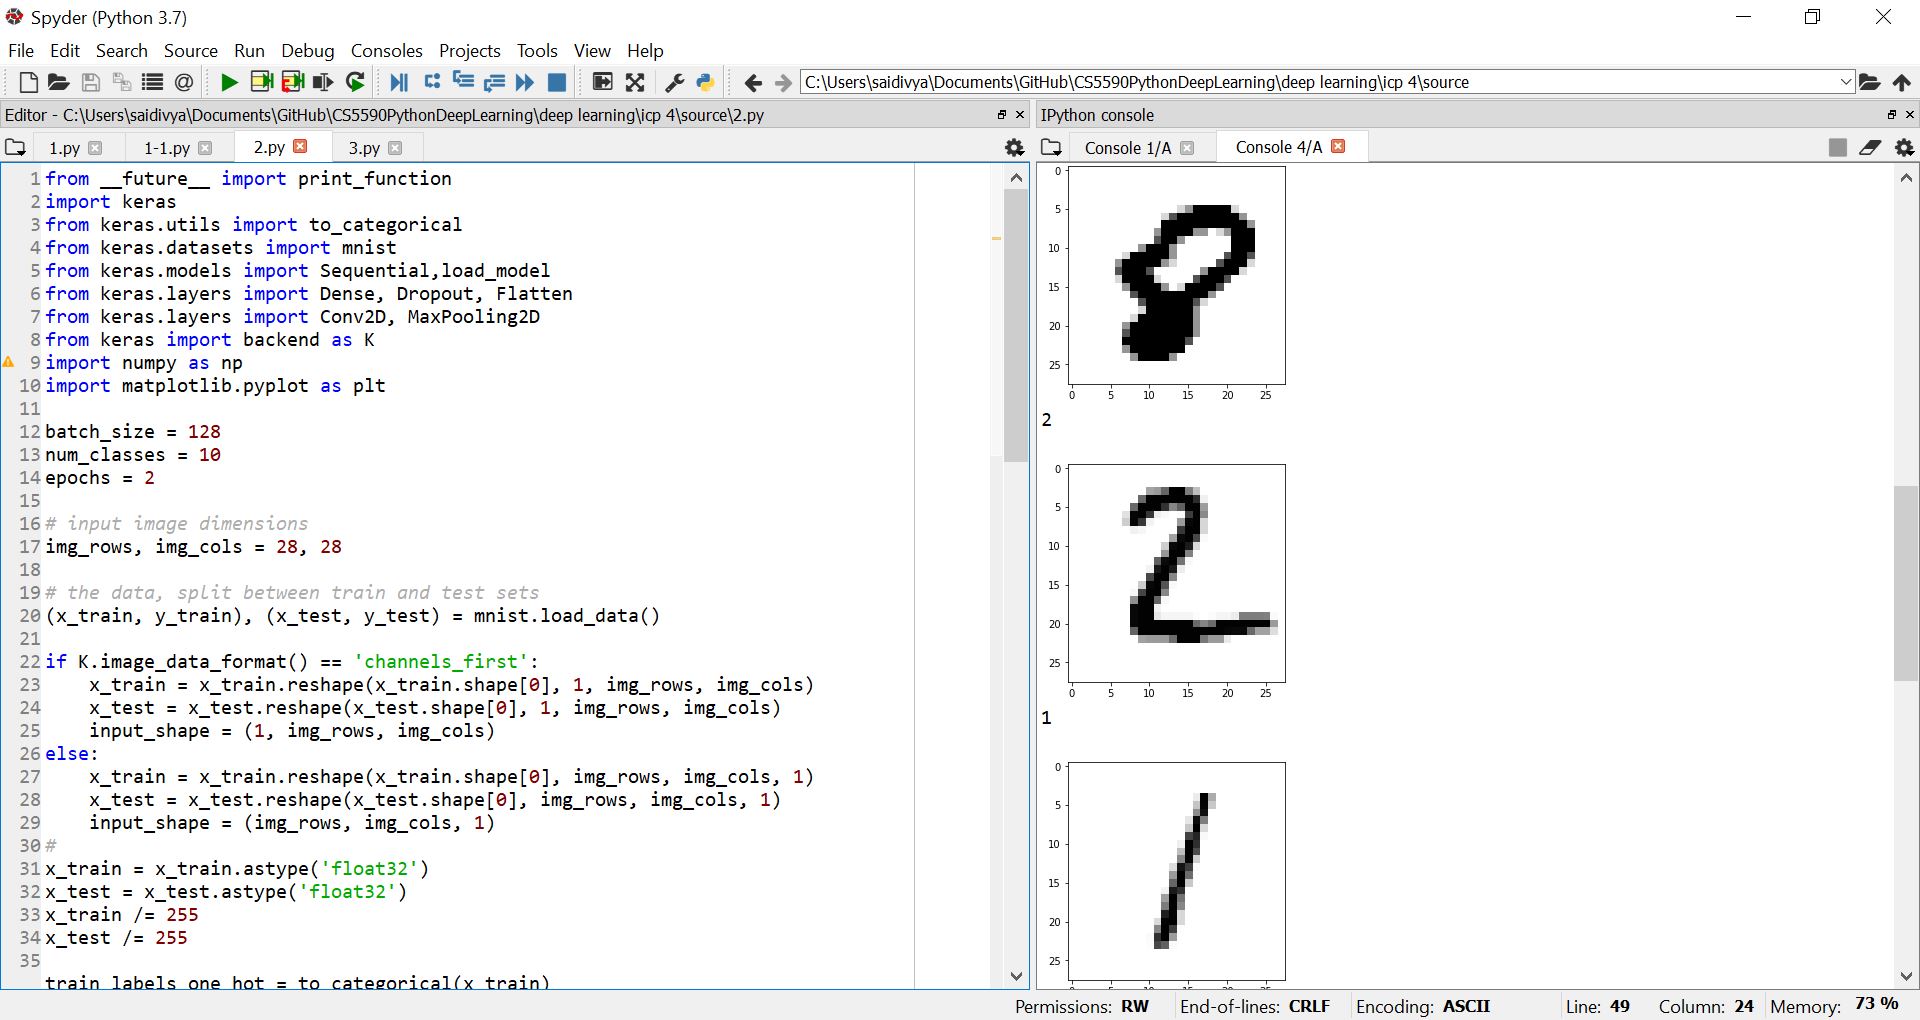 Spyder (Python 3.7)
File Edit Search Source Run Debug Consoles Projects Tools View Help
C:\Users\saidivya\Documents\GitHub\CS5590PythonDeepLearning\deep learning\icp 4\source
Editor - C:\Users\saidivya\Documents\GitHub\CS5590PythonDeepLearning\deep learning\icp 4\source\2.py
1.py 1-1.py 2.py 3.py
1 from __future__ import print_function
2 import keras
3 from keras.utils import to_categorical
4 from keras.datasets import mnist
5 from keras.models import Sequential,load_model
6 from keras.layers import Dense, Dropout, Flatten
7 from keras.layers import Conv2D, MaxPooling2D
8 from keras import backend as K
9 import numpy as np
10 import matplotlib.pyplot as plt
11
12 batch_size = 128
13 num_classes = 10
14 epochs = 2
15
16 # input image dimensions
17 img_rows, img_cols = 28, 28
18
19 # the data, split between train and test sets
20 (x_train, y_train), (x_test, y_test) = mnist.load_data()
21
22 if K.image_data_format() == 'channels_first':
23     x_train = x_train.reshape(x_train.shape[0], 1, img_rows, img_cols)
24     x_test = x_test.reshape(x_test.shape[0], 1, img_rows, img_cols)
25     input_shape = (1, img_rows, img_cols)
26 else:
27     x_train = x_train.reshape(x_train.shape[0], img_rows, img_cols, 1)
28     x_test = x_test.reshape(x_test.shape[0], img_rows, img_cols, 1)
29     input_shape = (img_rows, img_cols, 1)
30 #
31 x_train = x_train.astype('float32')
32 x_test = x_test.astype('float32')
33 x_train /= 255
34 x_test /= 255
35
train_labels_one_hot = to_categorical(x_train)
IPython console
Console 1/A Console 4/A
0
5
10
15
20
25
0 5 10 15 20 25
8
2
0
5
10
15
20
25
0 5 10 15 20 25
2
1
0
5
10
15
20
25
1
Permissions: RW End-of-lines: CRLF Encoding: ASCII Line: 49 Column: 24 Memory: 73 %